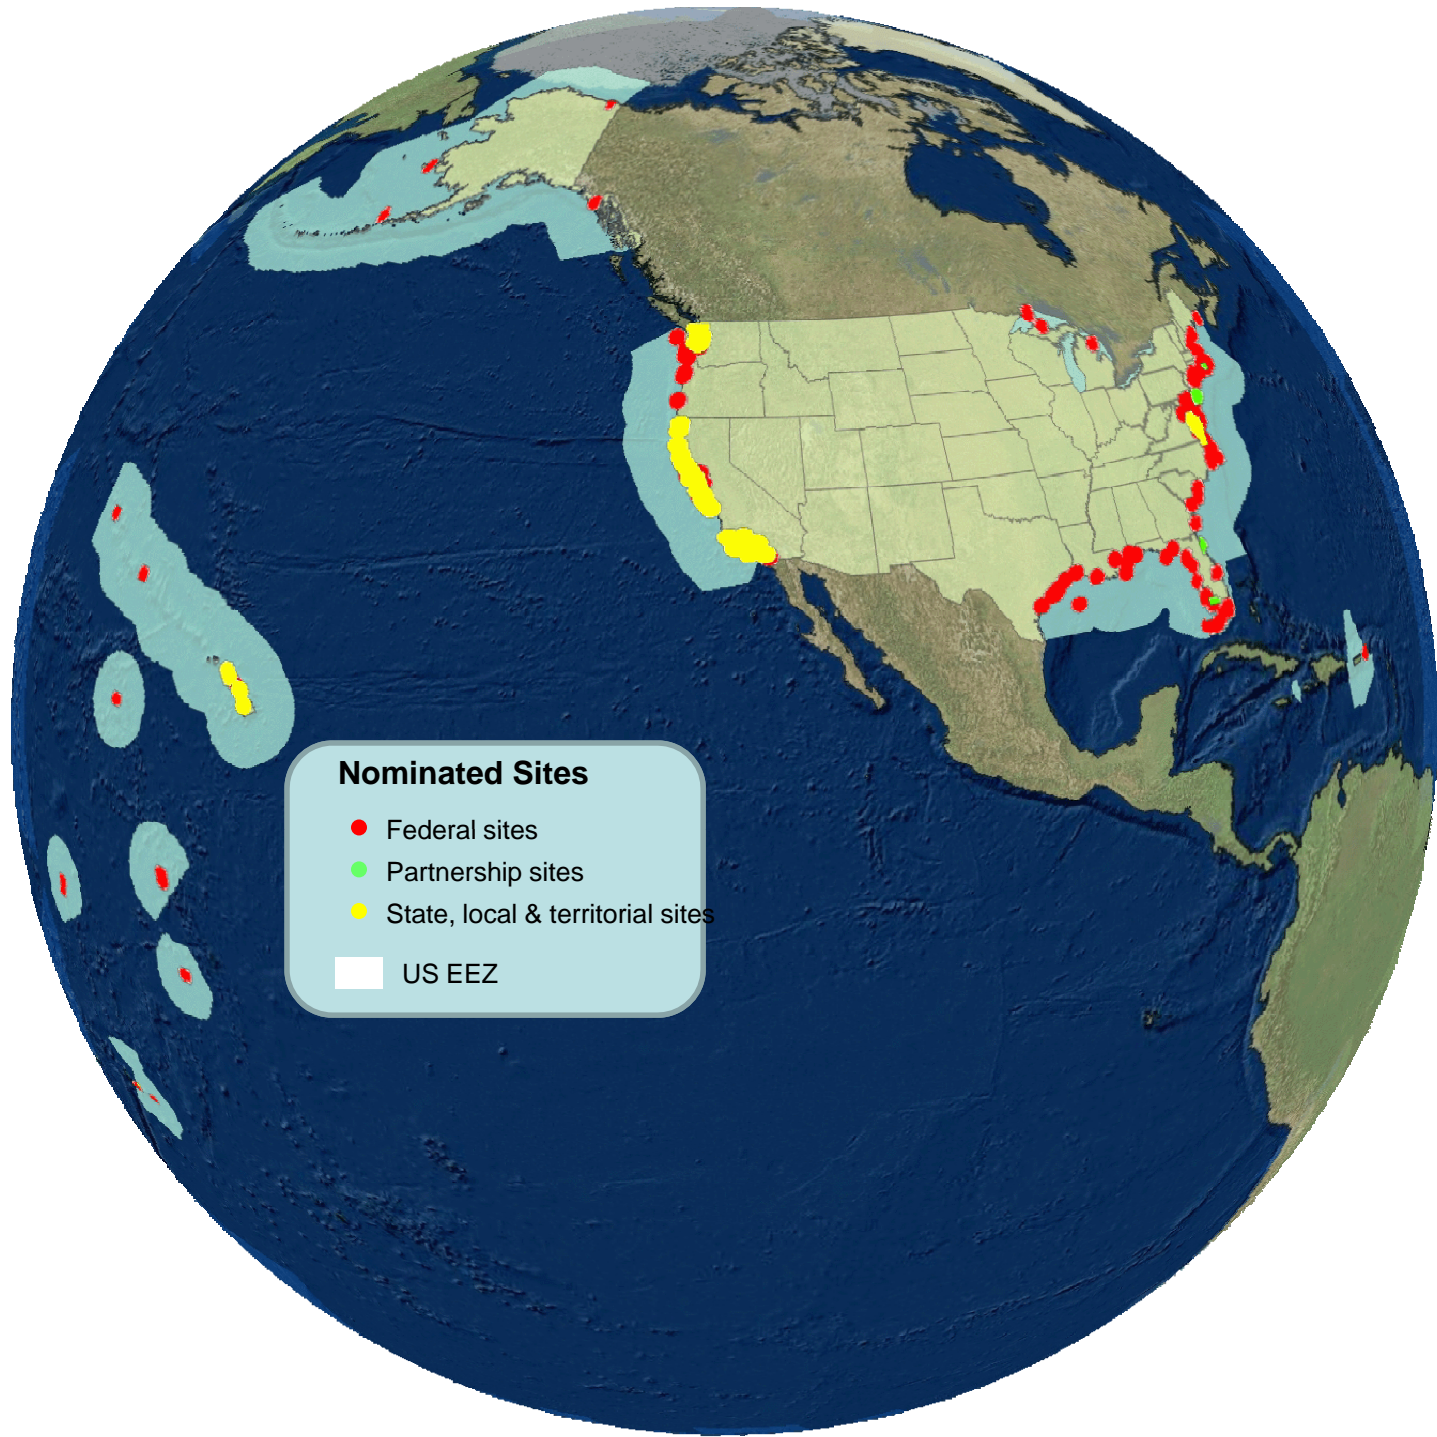 Nominated Sites
Federal sites
Partnership sites
State, local & territorial sites
US EEZ